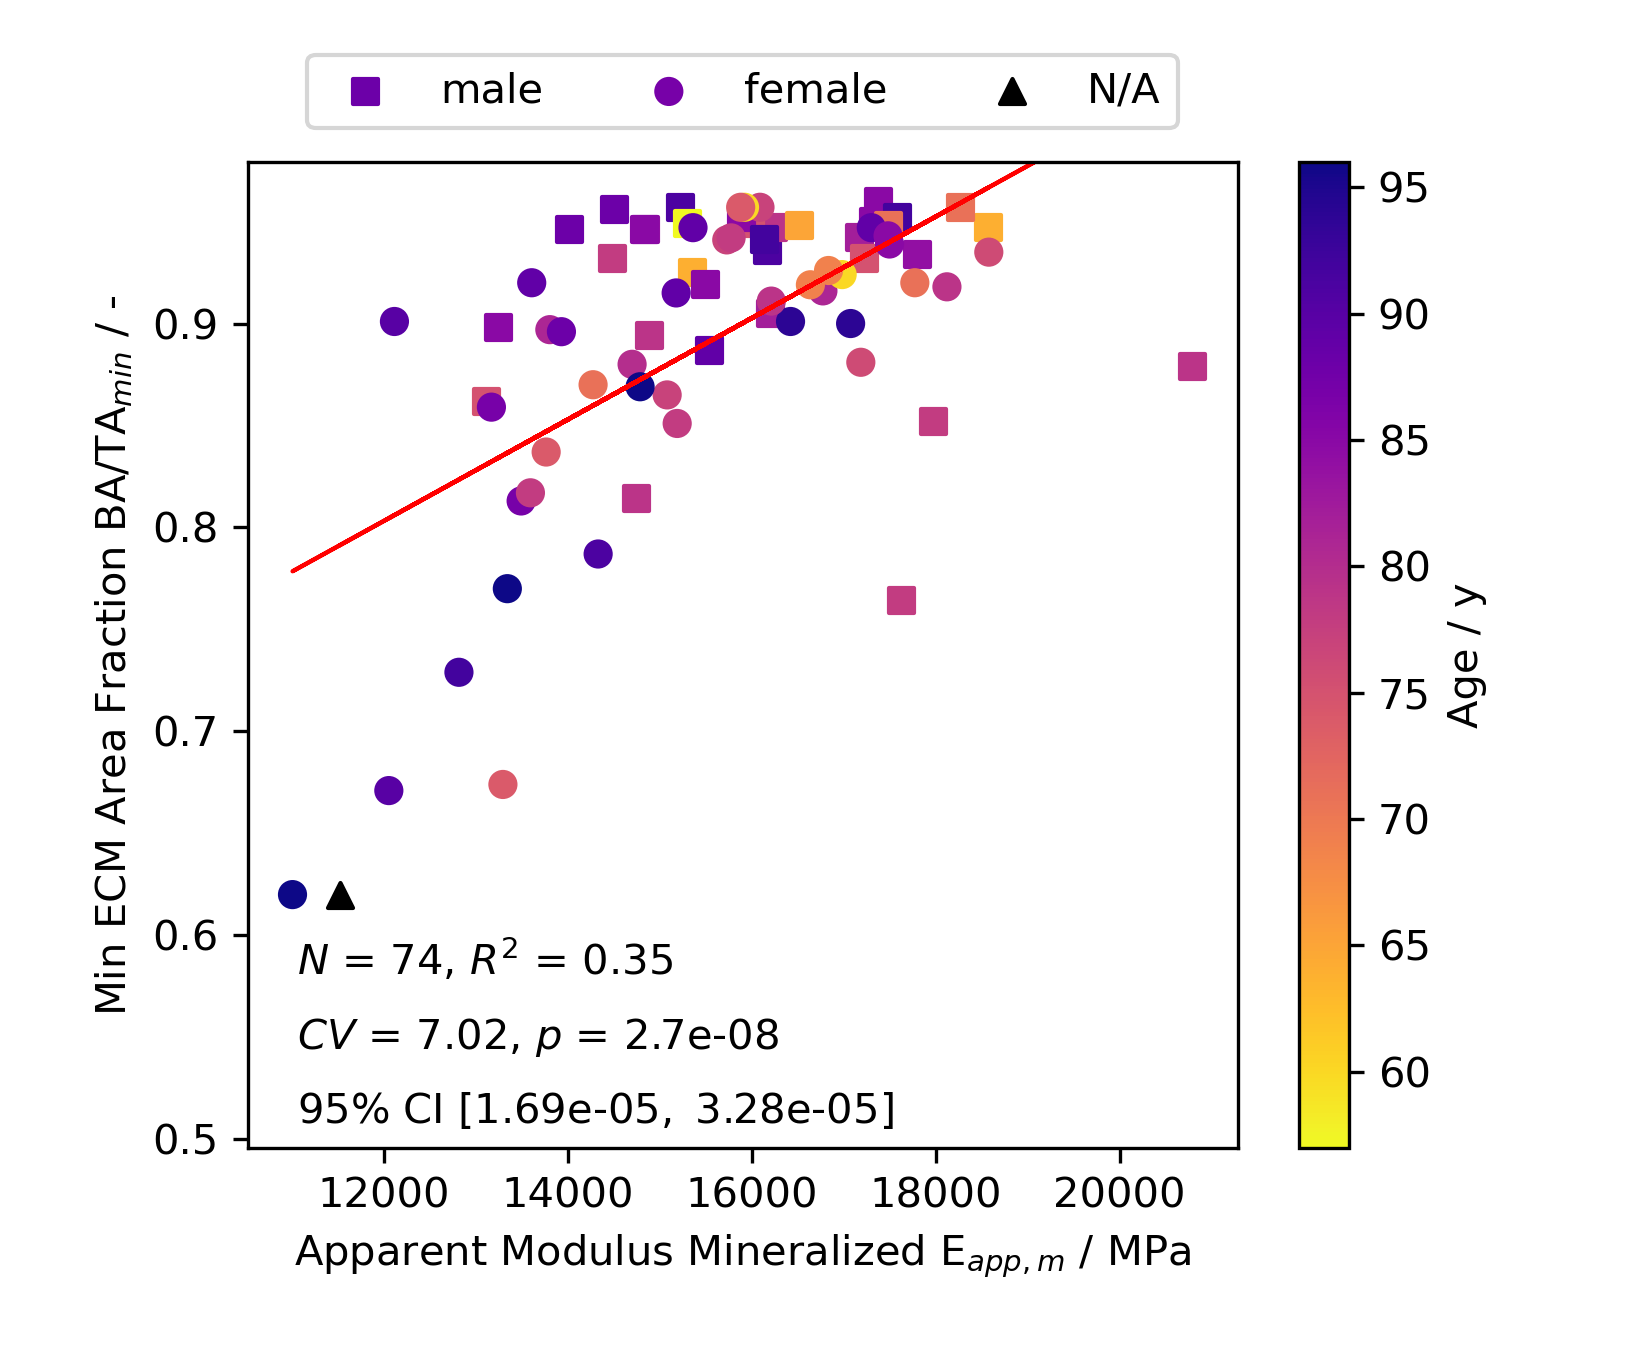 male female N/A
Min ECM Area Fraction BA/TA_min / -
0.9
0.8
0.7
0.6
0.5
N = 74, R² = 0.35
CV = 7.02, p = 2.7e-08
95% CI [1.69e-05, 3.28e-05]
12000 14000 16000 18000 20000
Apparent Modulus Mineralized E_app,m / MPa
95
90
85
80
75
70
65
60
Age / y